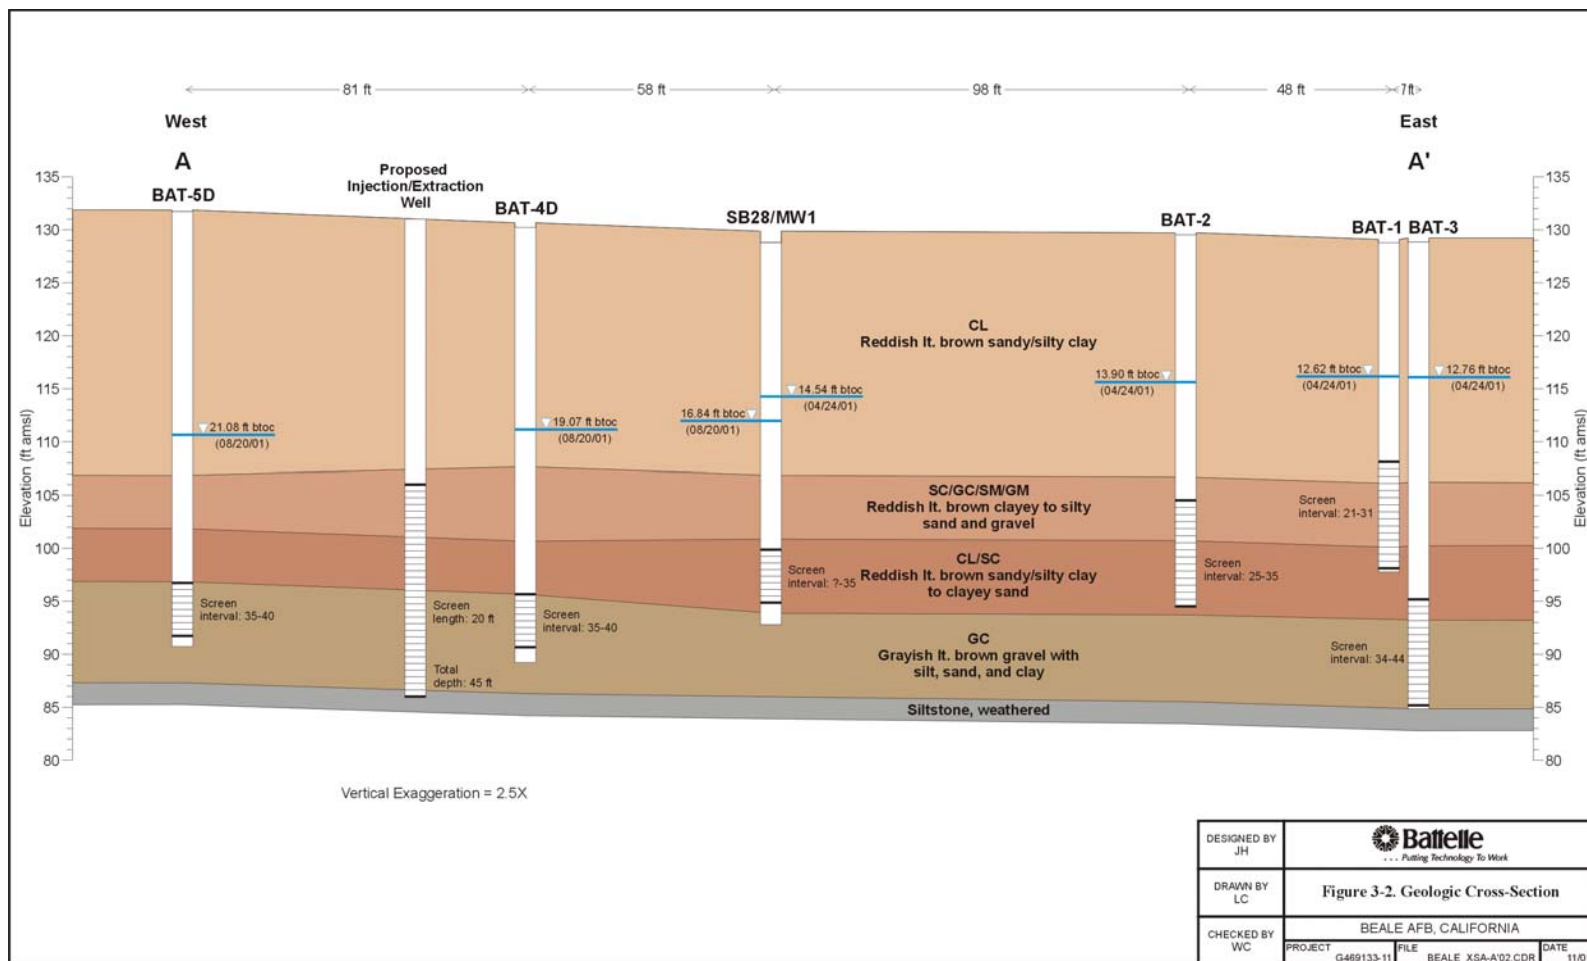 81 ft
58 ft
98 ft
48 ft
7ft
West
East
A
A'
Proposed
Injection/Extraction
Well
BAT-5D
BAT-4D
SB28/MW1
BAT-2
BAT-1
BAT-3
135
130
125
120
115
110
105
100
95
90
85
80
Elevation (ft amsl)
135
130
125
120
115
110
105
100
95
90
85
80
Elevation (ft amsl)
CL
Reddish lt. brown sandy/silty clay
21.08 ft btoc
(08/20/01)
19.07 ft btoc
(08/20/01)
16.84 ft btoc
(08/20/01)
14.54 ft btoc
(04/24/01)
13.90 ft btoc
(04/24/01)
12.62 ft btoc
(04/24/01)
12.76 ft btoc
(04/24/01)
SC/GC/SM/GM
Reddish lt. brown clayey to silty
sand and gravel
Screen
interval: 21-31
CL/SC
Reddish lt. brown sandy/silty clay
to clayey sand
Screen
interval: ?-35
Screen
interval: 25-35
Screen
interval: 35-40
Screen
length: 20 ft
Screen
interval: 35-40
GC
Grayish lt. brown gravel with
silt, sand, and clay
Screen
interval: 34-44
Total
depth: 45 ft
Siltstone, weathered
Vertical Exaggeration = 2.5X
DESIGNED BY
JH
Battelle
. . . Putting Technology To Work
DRAWN BY
LC
Figure 3-2. Geologic Cross-Section
CHECKED BY
WC
BEALE AFB, CALIFORNIA
PROJECT
G469133-11
FILE
BEALE_XSA-A'02.CDR
DATE